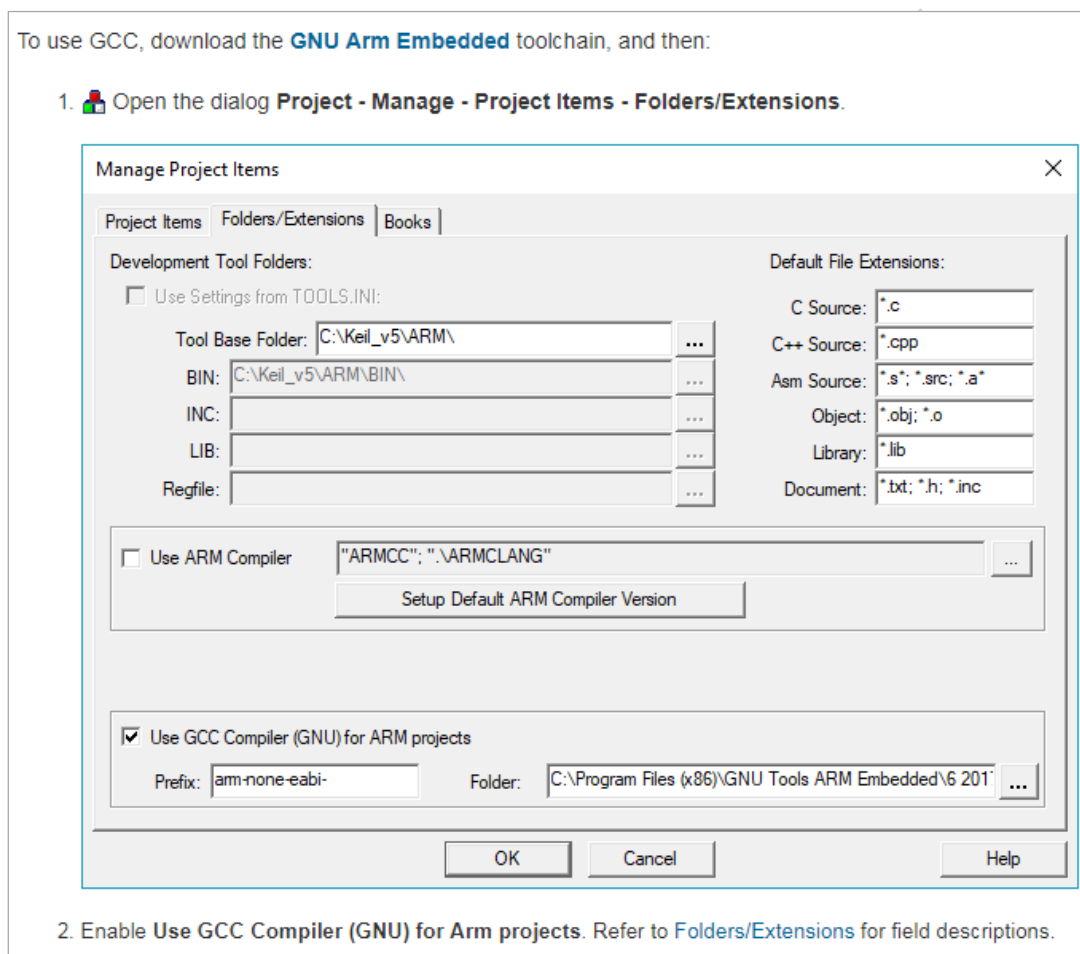 To use GCC, download the GNU Arm Embedded toolchain, and then:
1. Open the dialog Project - Manage - Project Items - Folders/Extensions.
Manage Project Items
Project Items Folders/Extensions Books
Development Tool Folders: Default File Extensions:
Use Settings from TOOLS.INI:
C Source: *.c
Tool Base Folder: C:\Keil_v5\ARM\ ...
C++ Source: *.cpp
BIN: C:\Keil_v5\ARM\BIN\ ...
Asm Source: *.s*; *.src; *.a*
INC: ...
Object: *.obj; *.o
LIB: ...
Library: *.lib
Regfile: ...
Document: *.txt; *.h; *.inc
Use ARM Compiler "ARMCC"; ".\ARMCLANG" ...
Setup Default ARM Compiler Version
Use GCC Compiler (GNU) for ARM projects
Prefix: arm-none-eabi- Folder: C:\Program Files (x86)\GNU Tools ARM Embedded\6 201 ...
OK Cancel Help
2. Enable Use GCC Compiler (GNU) for Arm projects. Refer to Folders/Extensions for field descriptions.